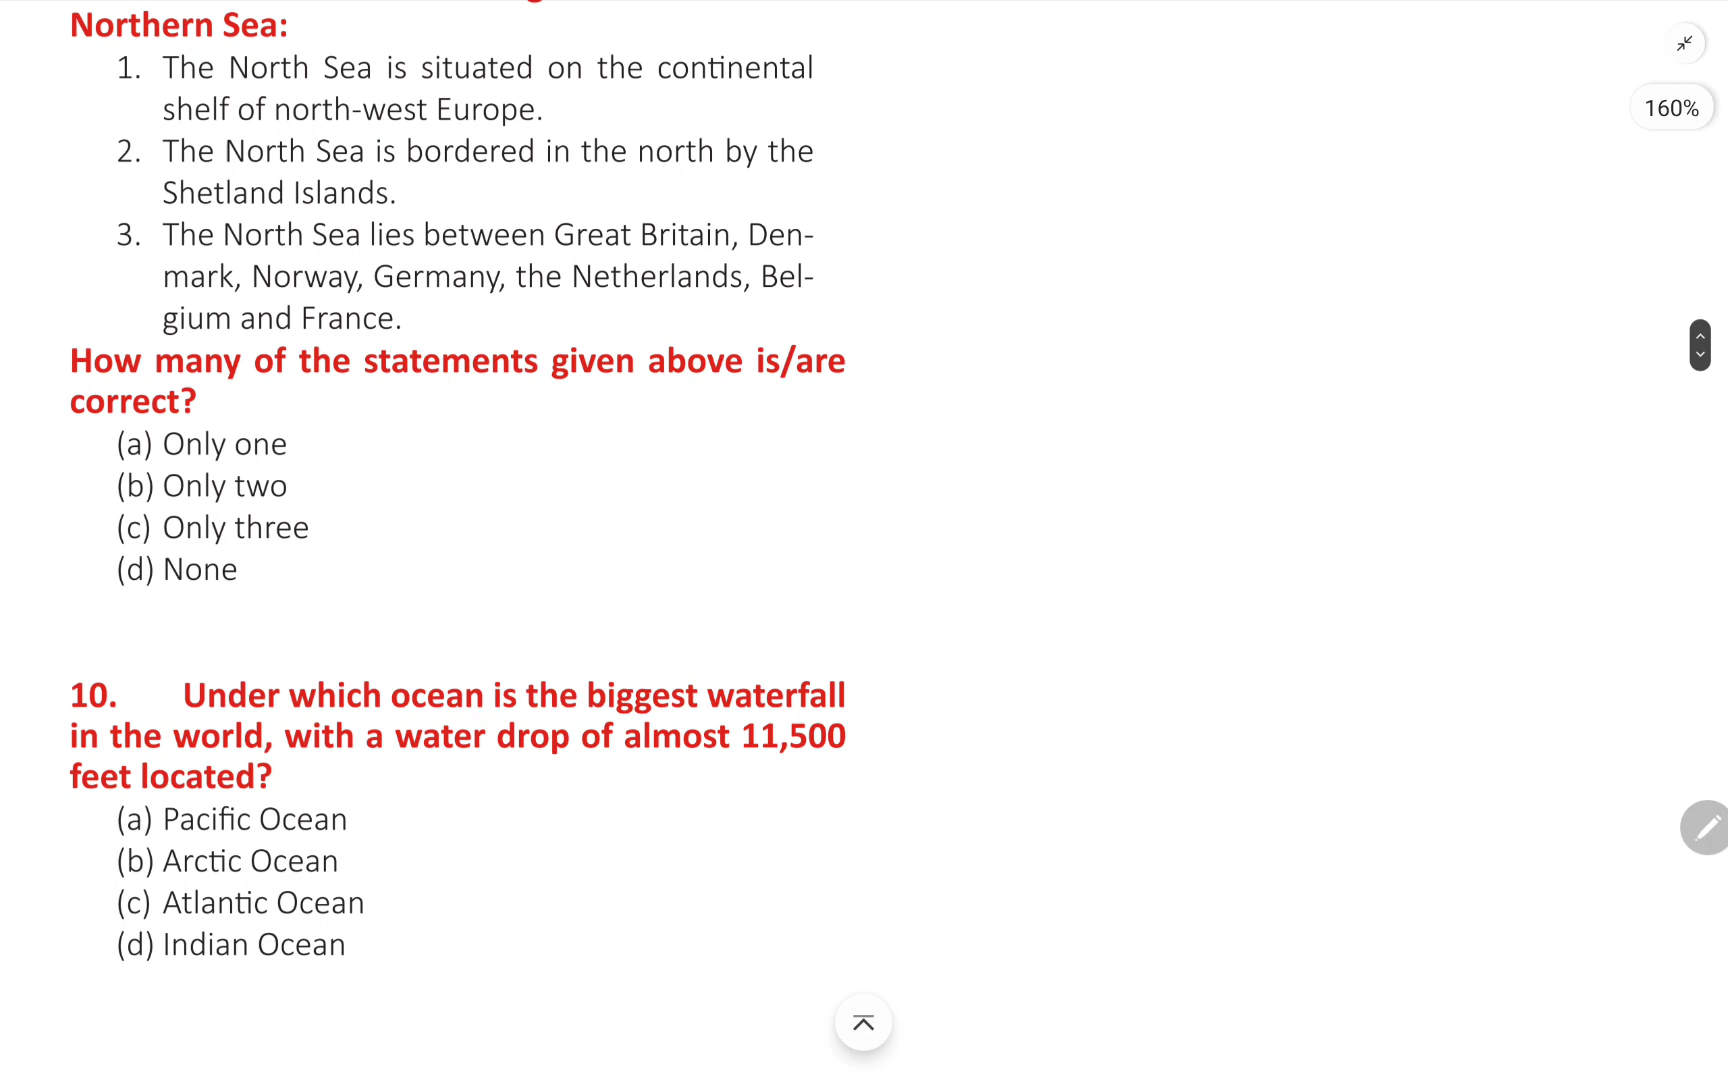 Northern Sea:
1. The North Sea is situated on the continental
shelf of north-west Europe.
2. The North Sea is bordered in the north by the
Shetland Islands.
3. The North Sea lies between Great Britain, Den-
mark, Norway, Germany, the Netherlands, Bel-
gium and France.
How many of the statements given above is/are
correct?
(a) Only one
(b) Only two
(c) Only three
(d) None
10. Under which ocean is the biggest waterfall
in the world, with a water drop of almost 11,500
feet located?
(a) Pacific Ocean
(b) Arctic Ocean
(c) Atlantic Ocean
(d) Indian Ocean
160%